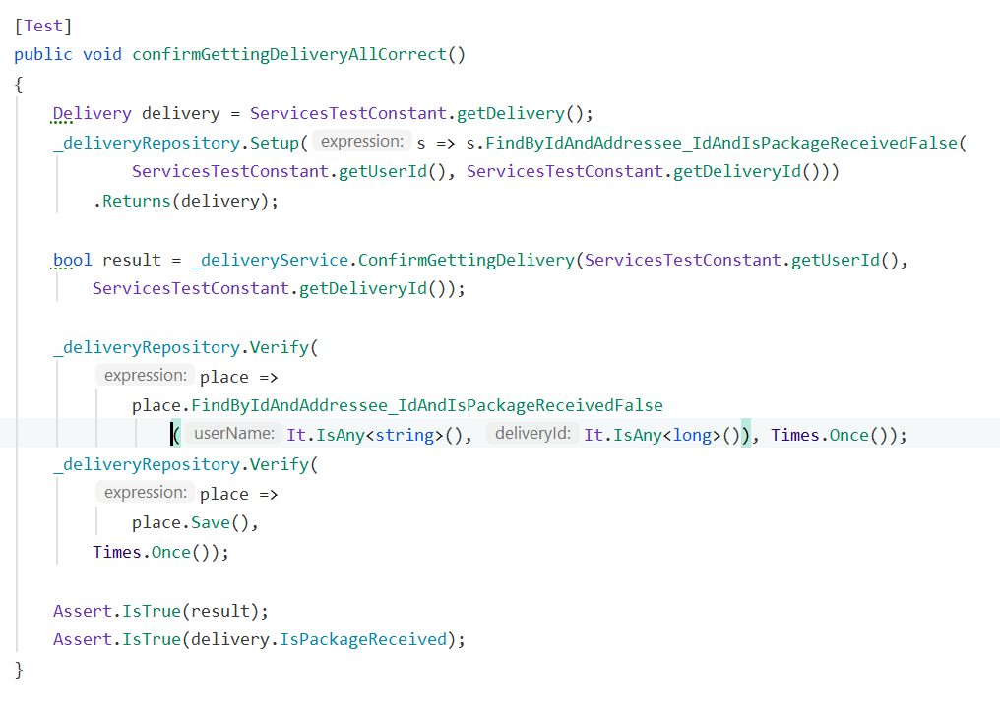 [Test]
public void confirmGettingDeliveryAllCorrect()
{
Delivery delivery = ServicesTestConstant.getDelivery();
_deliveryRepository.Setup( expression: s => s.FindByIdAndAddressee_IdAndIsPackageReceivedFalse(
ServicesTestConstant.getUserId(), ServicesTestConstant.getDeliveryId()))
.Returns(delivery);
bool result = _deliveryService.ConfirmGettingDelivery(ServicesTestConstant.getUserId(),
ServicesTestConstant.getDeliveryId());
_deliveryRepository.Verify(
expression: place =>
place.FindByIdAndAddressee_IdAndIsPackageReceivedFalse
( userName: It.IsAny<string>(), deliveryId: It.IsAny<long>()), Times.Once());
_deliveryRepository.Verify(
expression: place =>
place.Save(),
Times.Once());
Assert.IsTrue(result);
Assert.IsTrue(delivery.IsPackageReceived);
}